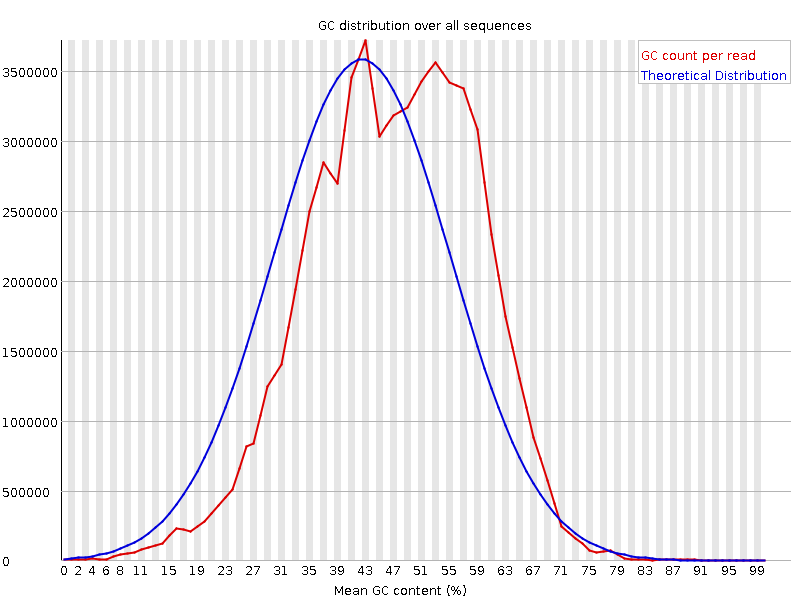 GC distribution over all sequences
GC count per read
Theoretical Distribution
3500000
3000000
2500000
2000000
1500000
1000000
500000
0
0 2 4 6 8 11 15 19 23 27 31 35 39 43 47 51 55 59 63 67 71 75 79 83 87 91 95 99
Mean GC content (%)